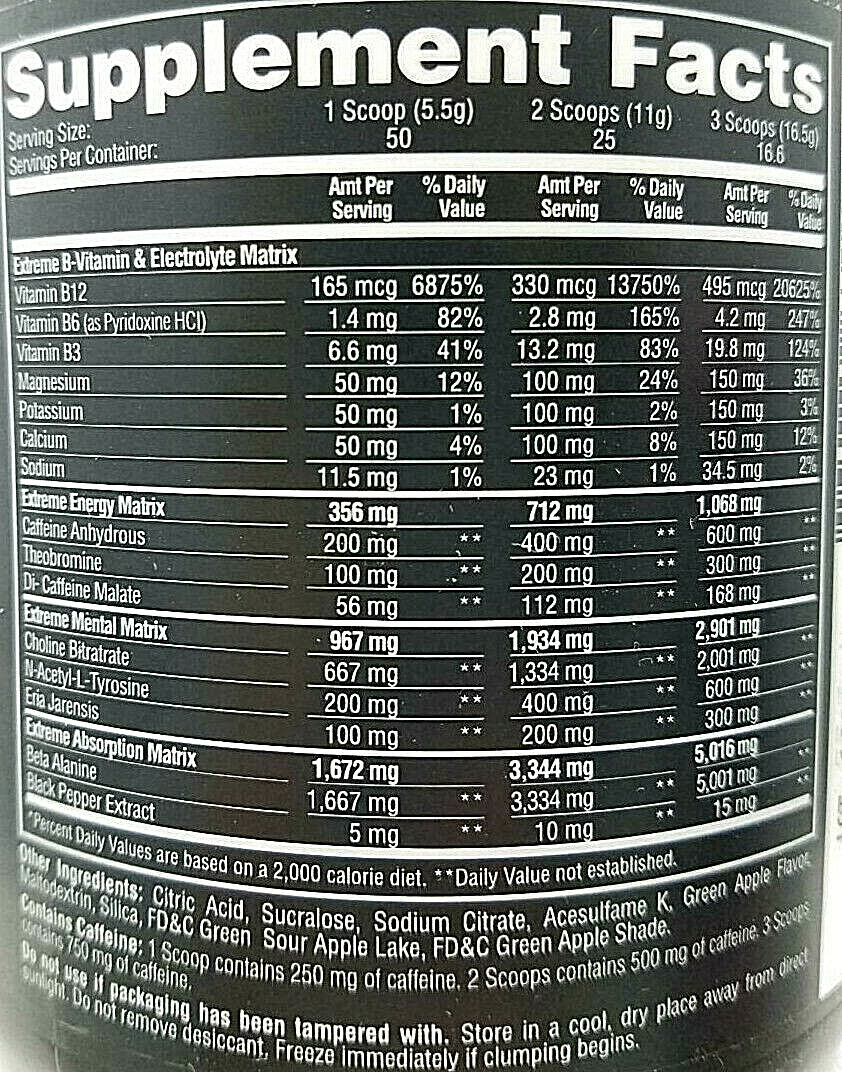 Supplement Facts
Serving Size: 1 Scoop (5.5g) 2 Scoops (11g) 3 Scoops (16.5g)
Servings Per Container: 50 25 16.6
Amt Per Serving % Daily Value Amt Per Serving % Daily Value Amt Per Serving % Daily Value
Extreme B-Vitamin & Electrolyte Matrix
Vitamin B12 165 mcg 6875% 330 mcg 13750% 495 mcg 20625%
Vitamin B6 (as Pyridoxine HCl) 1.4 mg 82% 2.8 mg 165% 4.2 mg 247%
Vitamin B3 6.6 mg 41% 13.2 mg 83% 19.8 mg 124%
Magnesium 50 mg 12% 100 mg 24% 150 mg 36%
Potassium 50 mg 1% 100 mg 2% 150 mg 3%
Calcium 50 mg 4% 100 mg 8% 150 mg 12%
Sodium 11.5 mg 1% 23 mg 1% 34.5 mg 2%
Extreme Energy Matrix 356 mg 712 mg 1,068 mg
Caffeine Anhydrous 200 mg ** 400 mg ** 600 mg **
Theobromine 100 mg ** 200 mg ** 300 mg **
Di-Caffeine Malate 56 mg ** 112 mg ** 168 mg **
Extreme Mental Matrix 967 mg 1,934 mg 2,901 mg
Choline Bitratrate 667 mg ** 1,334 mg ** 2,001 mg **
N-Acetyl-L-Tyrosine 200 mg ** 400 mg ** 600 mg **
Eria Jarensis 100 mg ** 200 mg ** 300 mg **
Extreme Absorption Matrix 1,672 mg 3,344 mg 5,016 mg
Beta Alanine 1,667 mg ** 3,334 mg ** 5,001 mg **
Black Pepper Extract 5 mg ** 10 mg ** 15 mg **
*Percent Daily Values are based on a 2,000 calorie diet. **Daily Value not established.
Other Ingredients: Citric Acid, Sucralose, Sodium Citrate, Acesulfame K, Green Apple Flavor,
Maltodextrin, Silica, FD&C Green Sour Apple Lake, FD&C Green Apple Shade.
Contains Caffeine: 1 Scoop contains 250 mg of caffeine. 2 Scoops contains 500 mg of caffeine. 3 Scoops
contains 750 mg of caffeine.
Do not use if packaging has been tampered with. Store in a cool, dry place away from direct
sunlight. Do not remove desiccant, Freeze immediately if clumping begins.